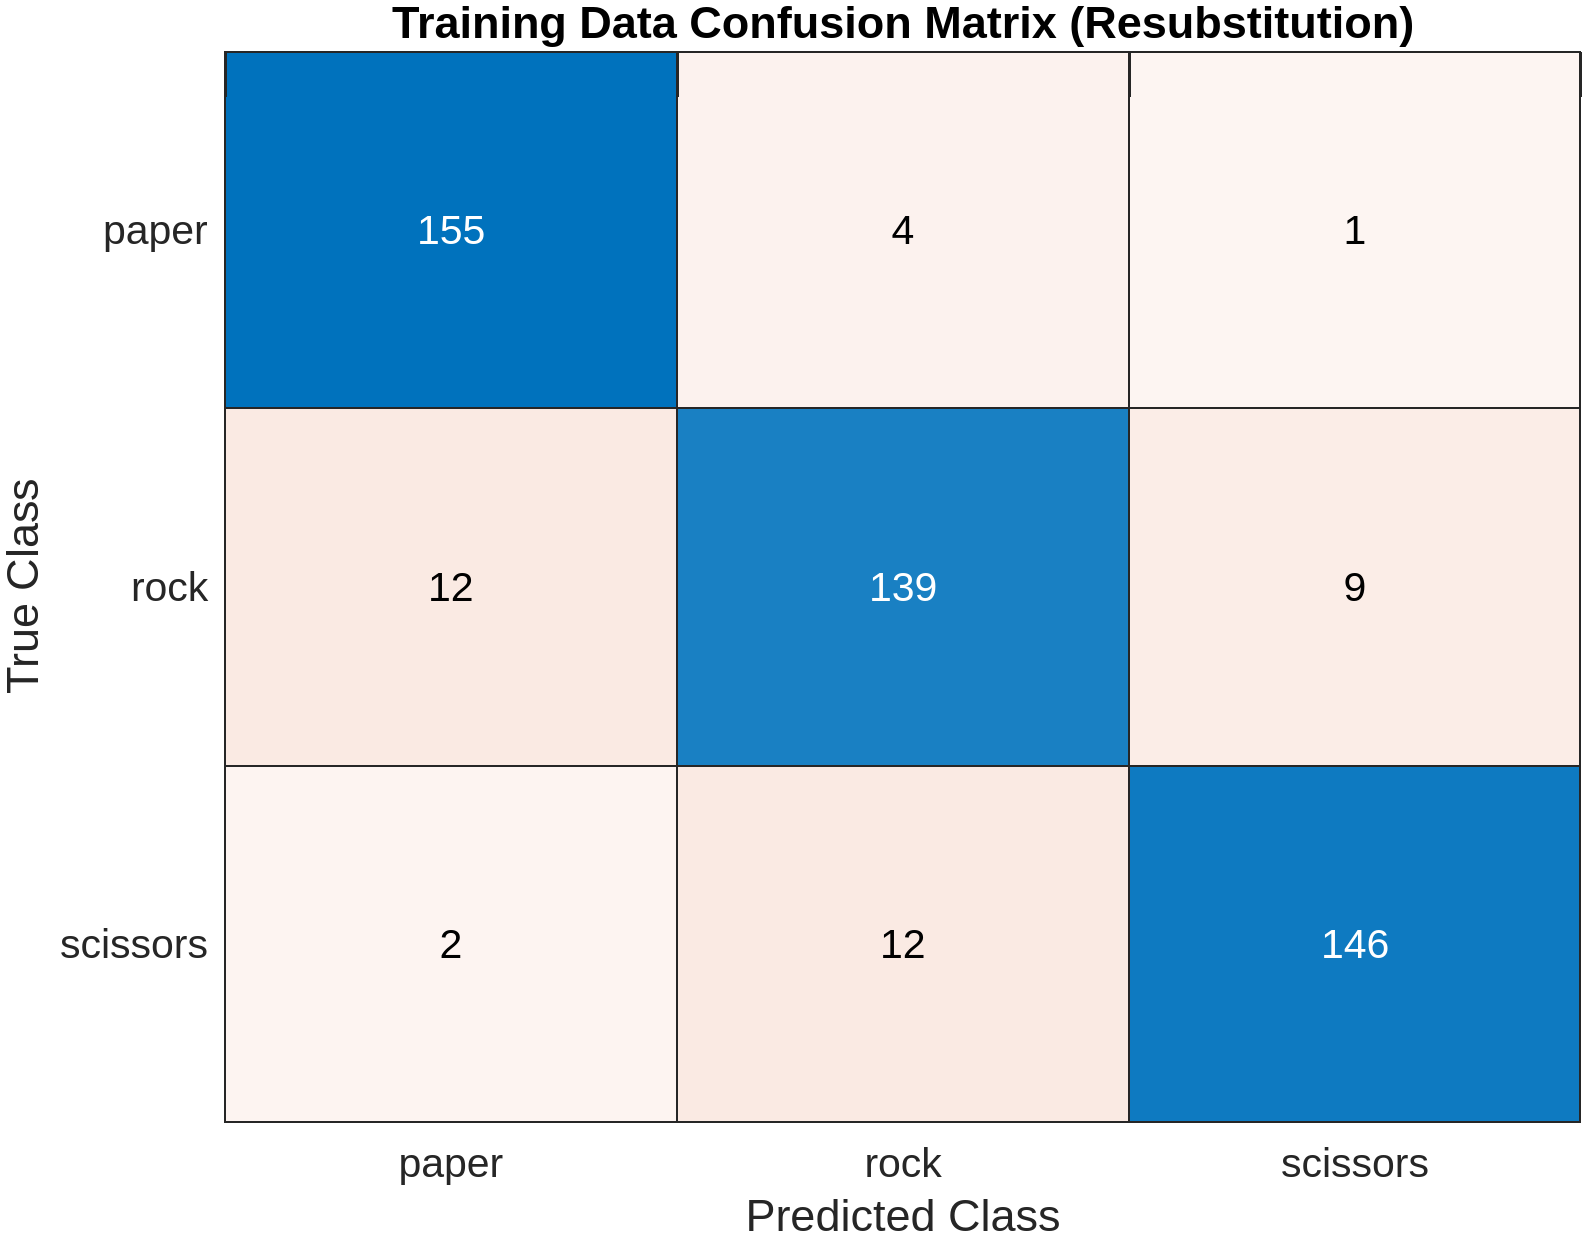 Training Data Confusion Matrix (Resubstitution)
paper 155 4 1
rock 12 139 9
scissors 2 12 146
True Class
paper rock scissors
Predicted Class